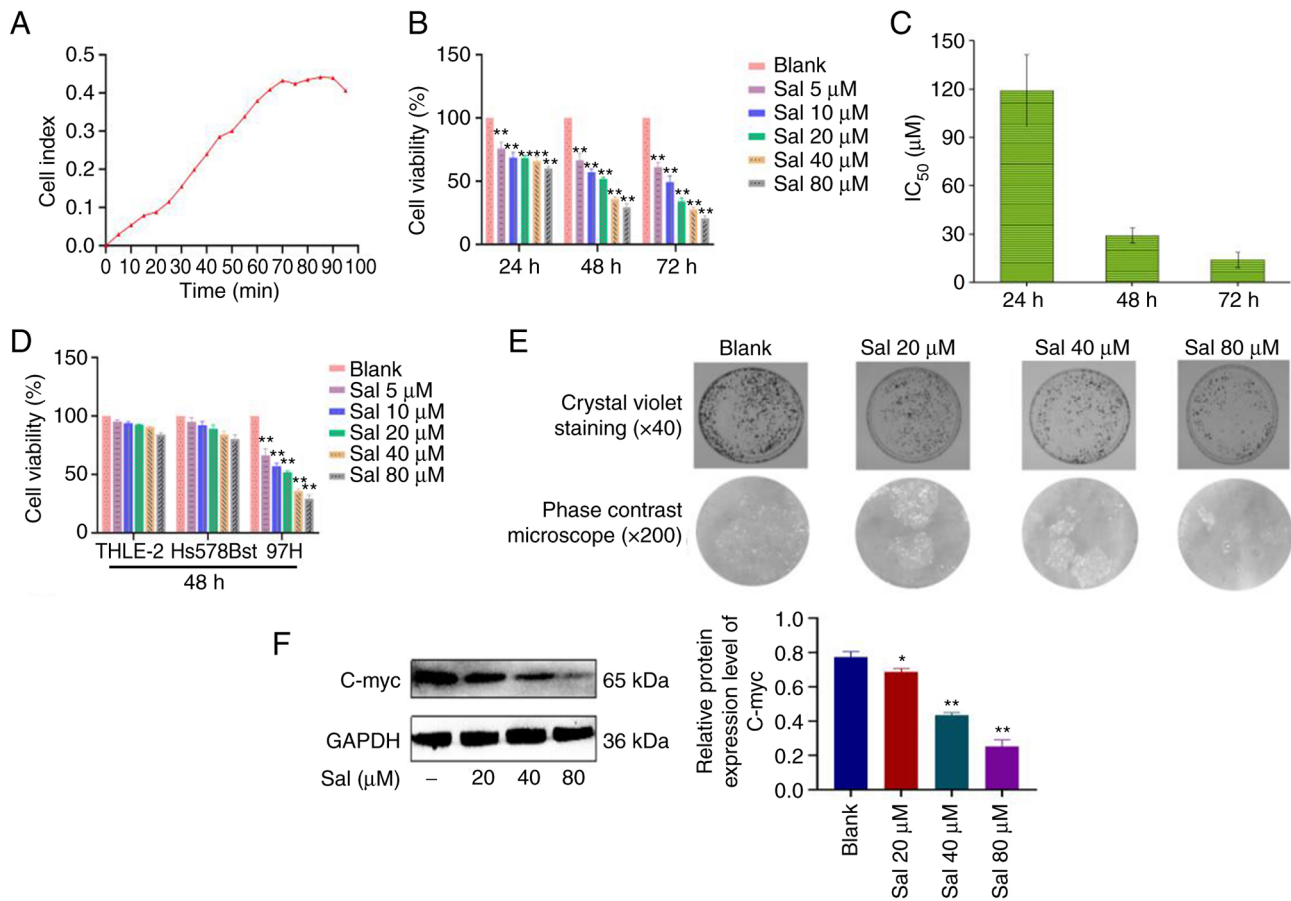 A
0.5
0.4
0.3
0.2
0.1
0.0
Cell index
0 10 20 30 40 50 60 70 80 90 100
Time (min)
B
150
100
50
0
Cell viability (%)
** ** ** ** **
** ** ** ** **
** ** ** ** **
24 h 48 h 72 h
Blank
Sal 5 μM
Sal 10 μM
Sal 20 μM
Sal 40 μM
Sal 80 μM
C
150
120
90
60
30
0
IC50 (μM)
24 h 48 h 72 h
D
150
100
50
0
Cell viability (%)
** ** ** ** **
THLE-2 Hs578Bst 97H
48 h
Blank
Sal 5 μM
Sal 10 μM
Sal 20 μM
Sal 40 μM
Sal 80 μM
E
Blank Sal 20 μM Sal 40 μM Sal 80 μM
Crystal violet
staining (×40)
Phase contrast
microscope (×200)
F
C-myc 65 kDa
GAPDH 36 kDa
Sal (μM) – 20 40 80
Relative protein
expression level of
C-myc
1.0
0.8
0.6
0.4
0.2
0.0
* ** **
Blank
Sal 20 μM
Sal 40 μM
Sal 80 μM